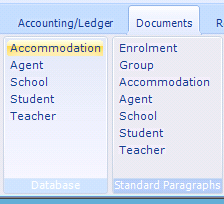 Accounting/Ledger Documents R
Accommodation
Agent
School
Student
Teacher
Database
Enrolment
Group
Accommodation
Agent
School
Student
Teacher
Standard Paragraphs